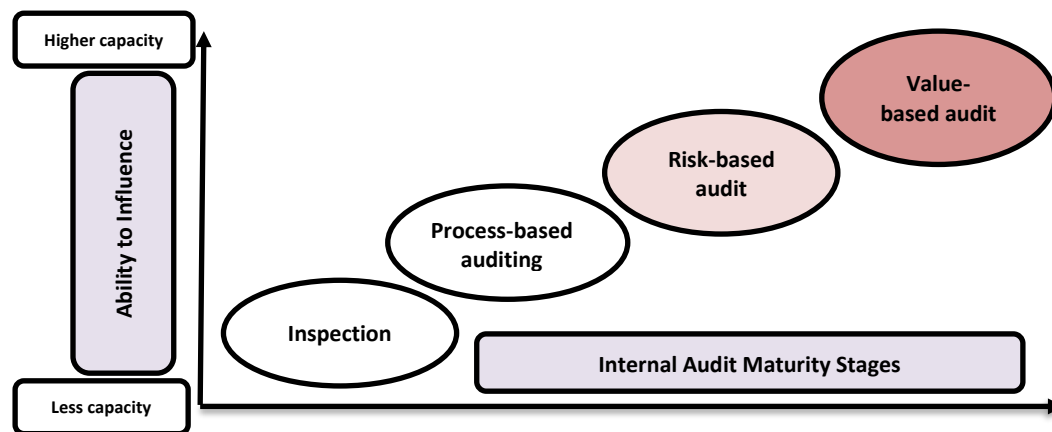 Higher capacity
Ability to Influence
Less capacity
Value-
based audit
Risk-based
audit
Process-based
auditing
Inspection
Internal Audit Maturity Stages